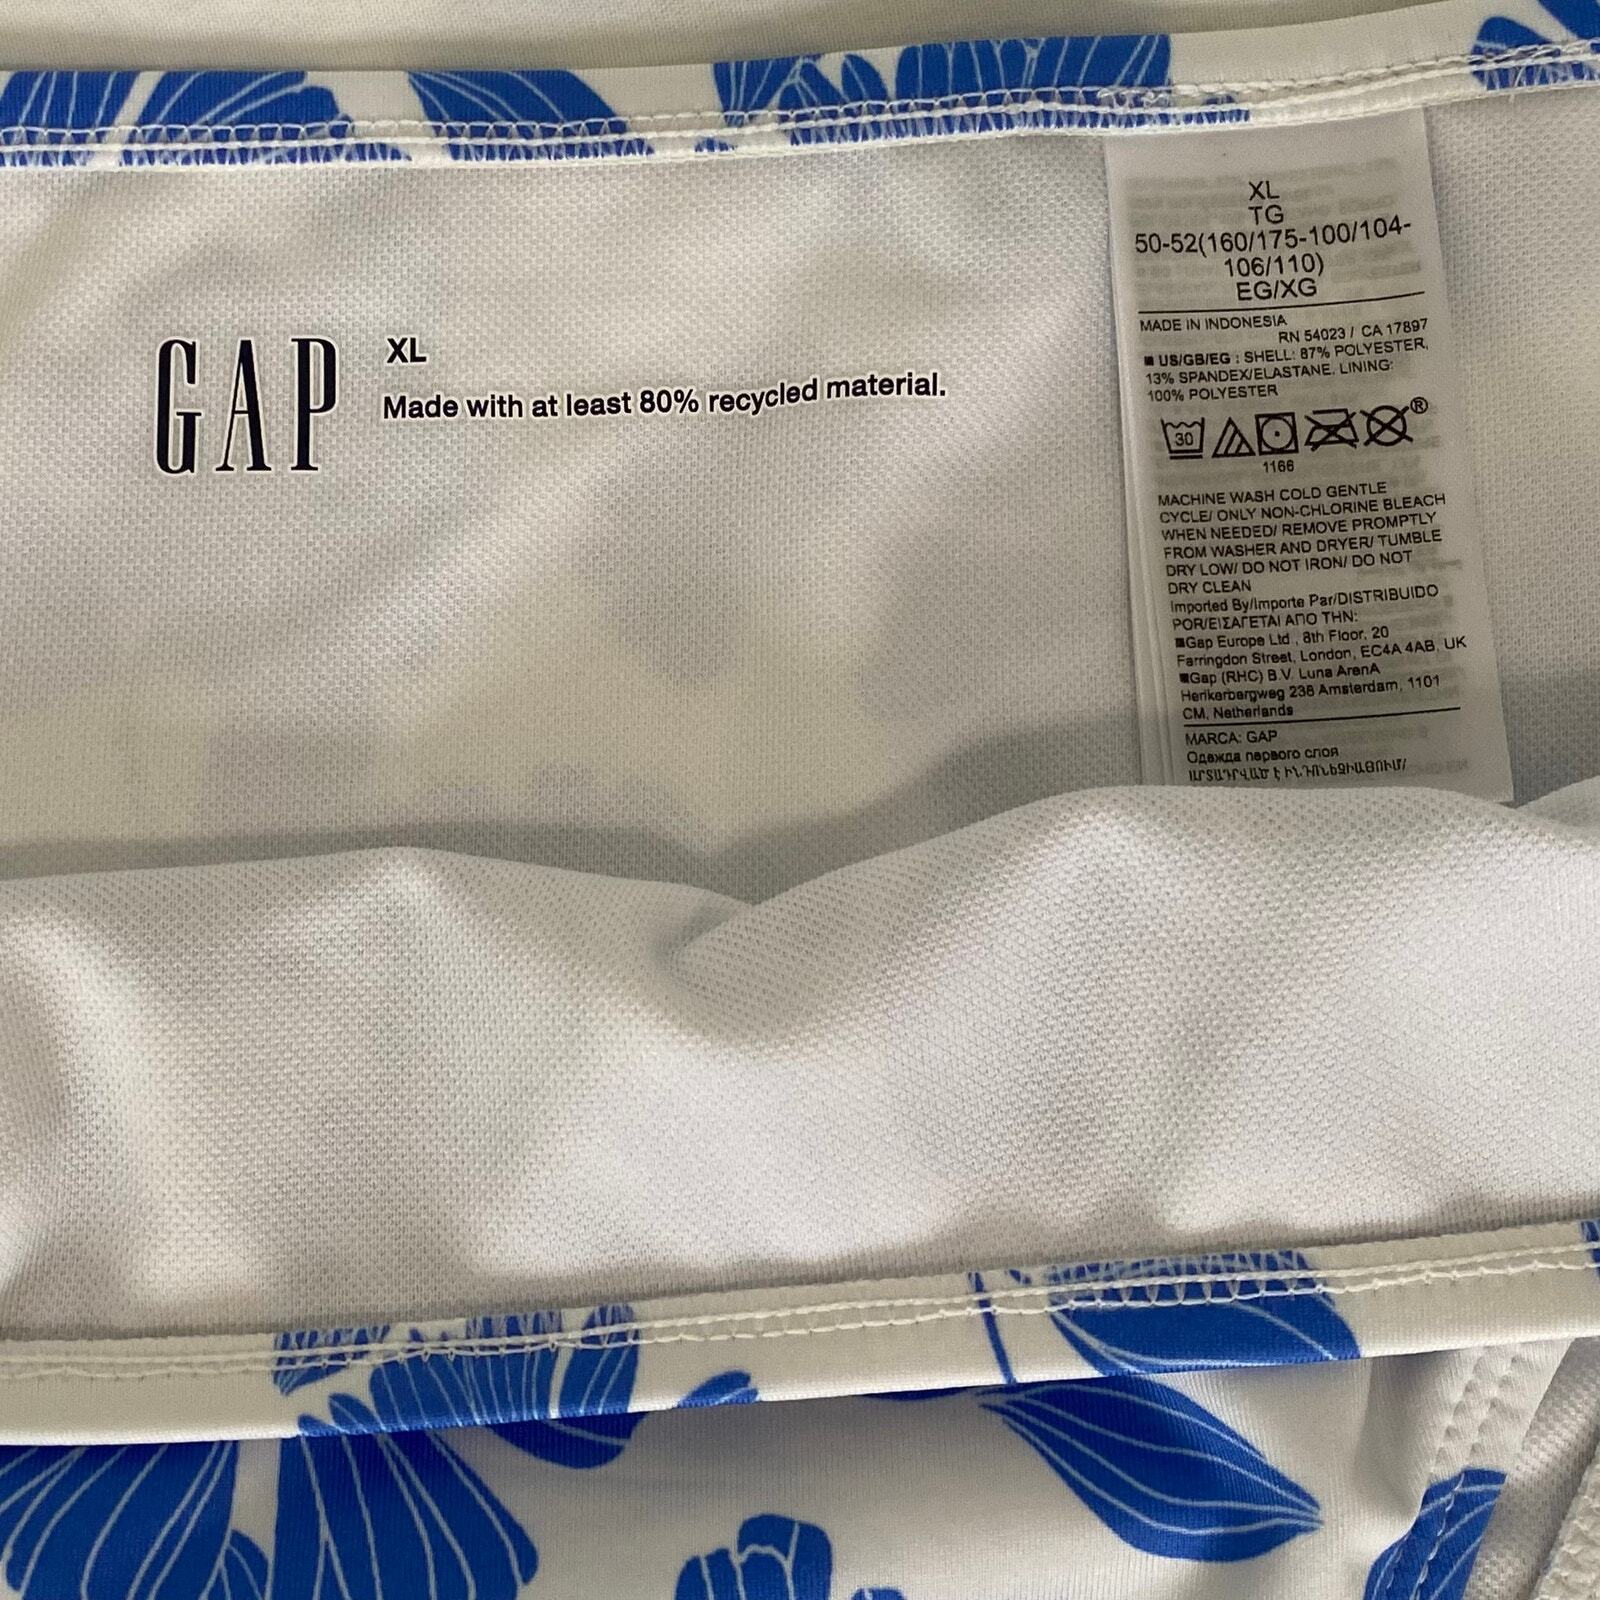 GAP
XL
Made with at least 80% recycled material.
XL
TG
50-52(160/175-100/104-
106/110)
EG/XG
MADE IN INDONESIA
RN 54023 / CA 17897
■ US/GB/EG : SHELL: 87% POLYESTER,
13% SPANDEX/ELASTANE. LINING:
100% POLYESTER
30
®
1166
MACHINE WASH COLD GENTLE
CYCLE/ ONLY NON-CHLORINE BLEACH
WHEN NEEDED/ REMOVE PROMPTLY
FROM WASHER AND DRYER/ TUMBLE
DRY LOW/ DO NOT IRON/ DO NOT
DRY CLEAN
Imported By/Importe Par/DISTRIBUIDO
POR/ΕΙΣΑΓΕΤΑΙ ΑΠΟ ΤΗΝ:
■Gap Europe Ltd., 8th Floor, 20
Farringdon Street, London, EC4A 4AB, UK
■Gap (RHC) B.V. Luna ArenA
Herikerbergweg 238 Amsterdam, 1101
CM, Netherlands
MARCA: GAP
Одежда первого слоя
ԱՐՏԱԴՐՎԱԾ Է ԻՆԴՈՆԵԶԻԱՅՈՒՄ/